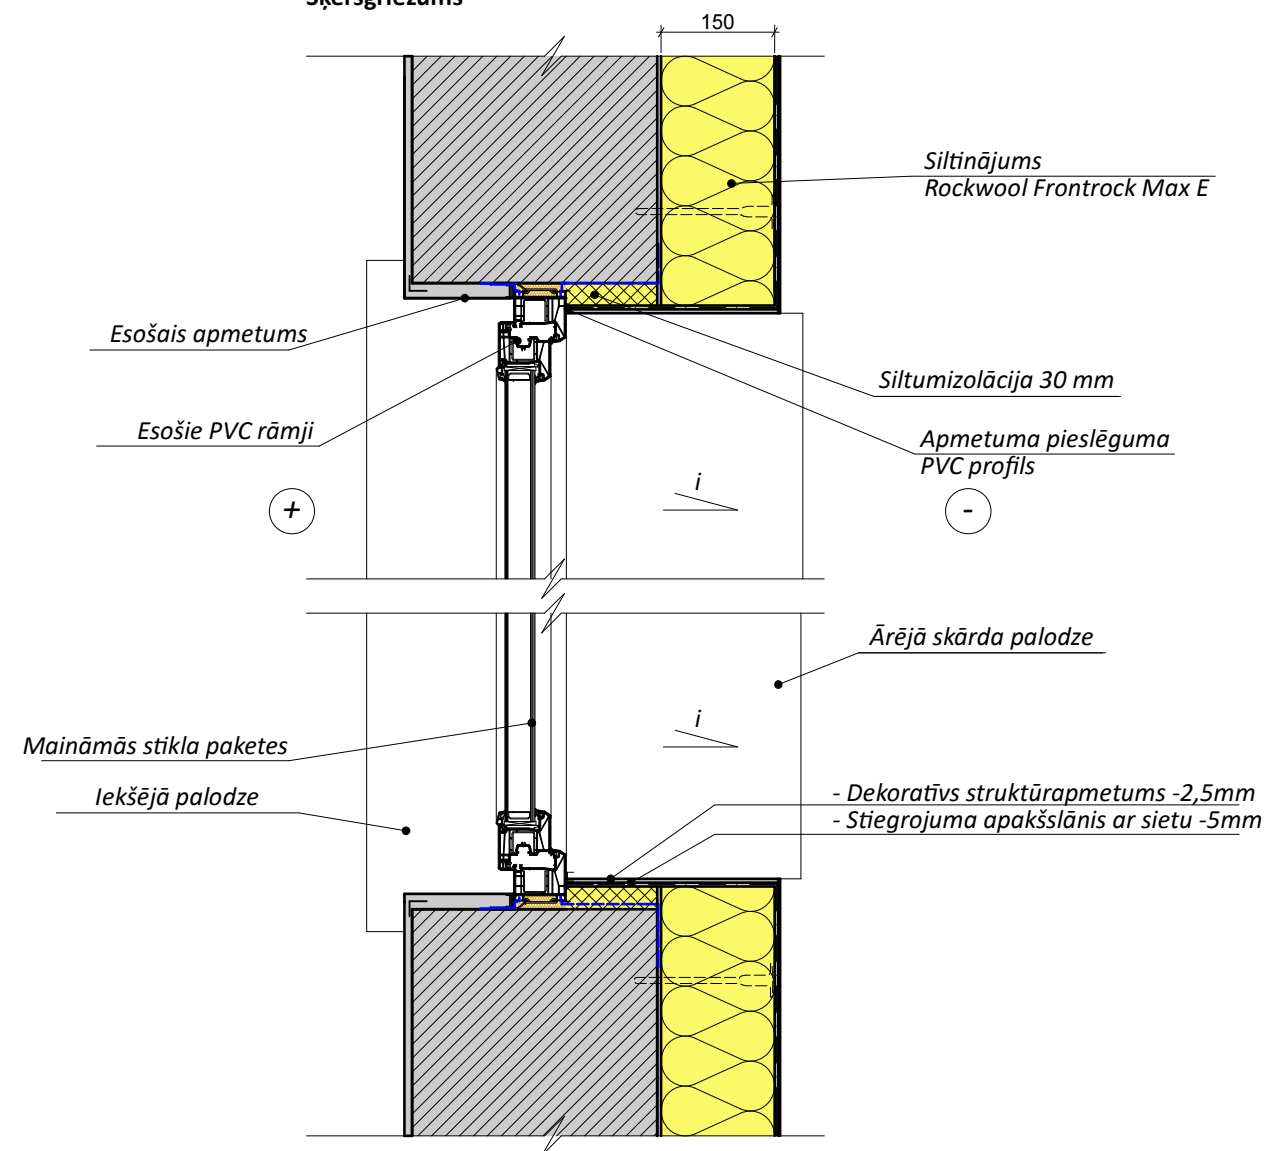 Šķērsgriezums
150
Siltinājums
Rockwool Frontrock Max E
Esošais apmetums
Siltumizolācija 30 mm
Esošie PVC rāmji
Apmetuma pieslēguma
PVC profils
i
+
-
Ārējā skārda palodze
i
Maināmās stikla paketes
Iekšējā palodze
- Dekoratīvs struktūrapmetums -2,5mm
- Stiegrojuma apakšslānis ar sietu -5mm